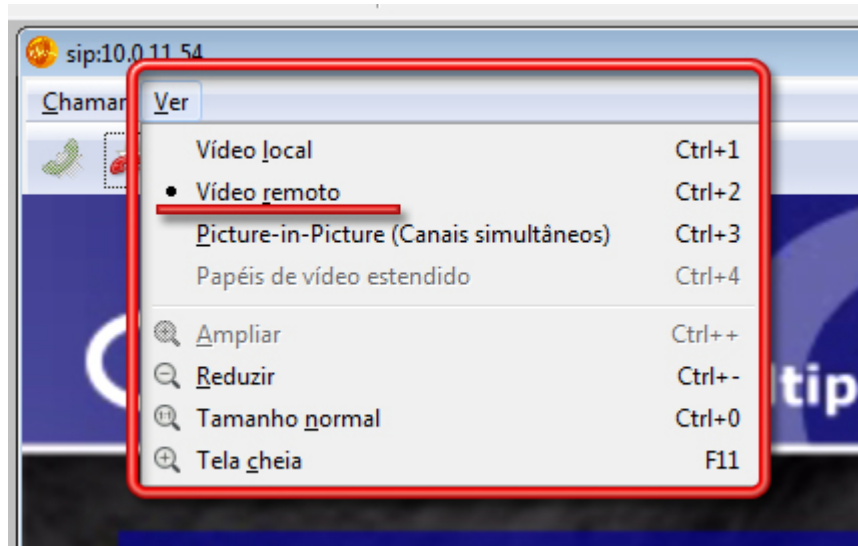 sip:10.0.11.54
Chamar Ver
Vídeo local Ctrl+1
Vídeo remoto Ctrl+2
Picture-in-Picture (Canais simultâneos) Ctrl+3
Papéis de vídeo estendido Ctrl+4
Ampliar Ctrl++
Reduzir Ctrl+-
Tamanho normal Ctrl+0
Tela cheia F11